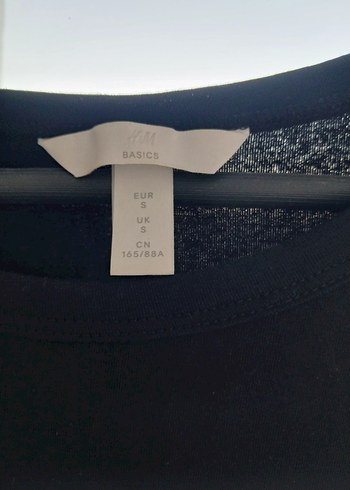 H&M
BASICS
EUR
S
UK
S
CN
165/88A